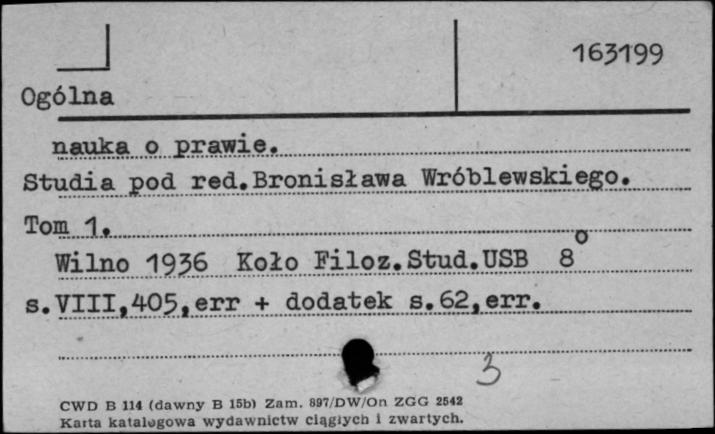 163199
Ogólna
nauka o prawie.
Studia pod red.Bronisława Wróblewskiego.
Tom 1.
Wilno 1936 Koło Filoz.Stud.USB 8°
s.VIII,405,err + dodatek s.62,err.
3
CWD B 114 (dawny B 15b) Zam. 897/DW/On ZGG 2542
Karta katalogowa wydawnictw ciągłych i zwartych.